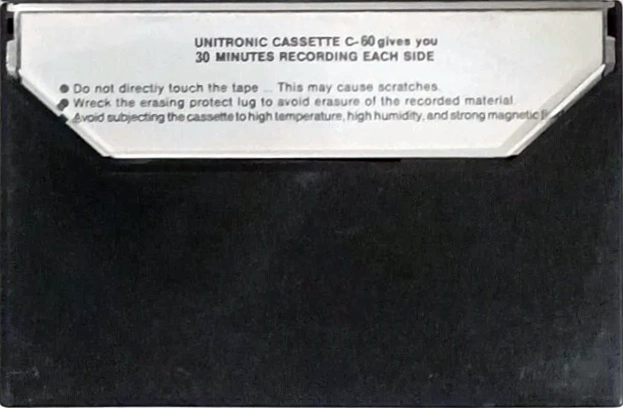 UNITRONIC CASSETTE C-60 gives you
30 MINUTES RECORDING EACH SIDE
● Do not directly touch the tape ... This may cause scratches.
● Wreck the erasing protect lug to avoid erasure of the recorded material.
● Avoid subjecting the cassette to high temperature, high humidity, and strong magnetic